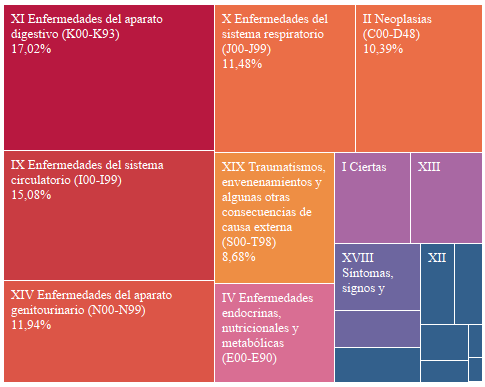 XI Enfermedades del aparato
digestivo (K00-K93)
17,02%
IX Enfermedades del sistema
circulatorio (I00-I99)
15,08%
XIV Enfermedades del aparato
genitourinario (N00-N99)
11,94%
X Enfermedades del
sistema respiratorio
(J00-J99)
11,48%
II Neoplasias
(C00-D48)
10,39%
XIX Traumatismos,
envenenamientos y
algunas otras
consecuencias de
causa externa
(S00-T98)
8,68%
IV Enfermedades
endocrinas,
nutricionales y
metabólicas
(E00-E90)
I Ciertas
XIII
XVIII
Síntomas,
signos y
XII